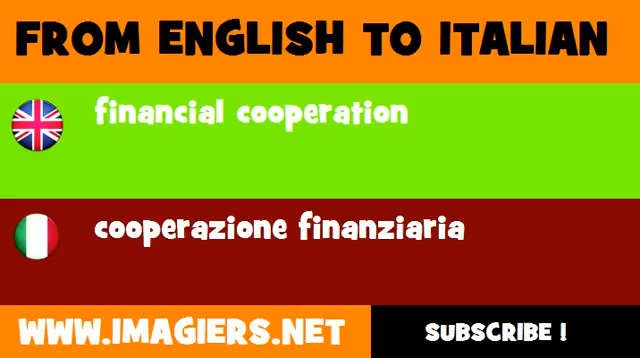 FROM ENGLISH TO ITALIAN
financial cooperation
cooperazione finanziaria
WWW.IMAGIERS.NET
SUBSCRIBE !